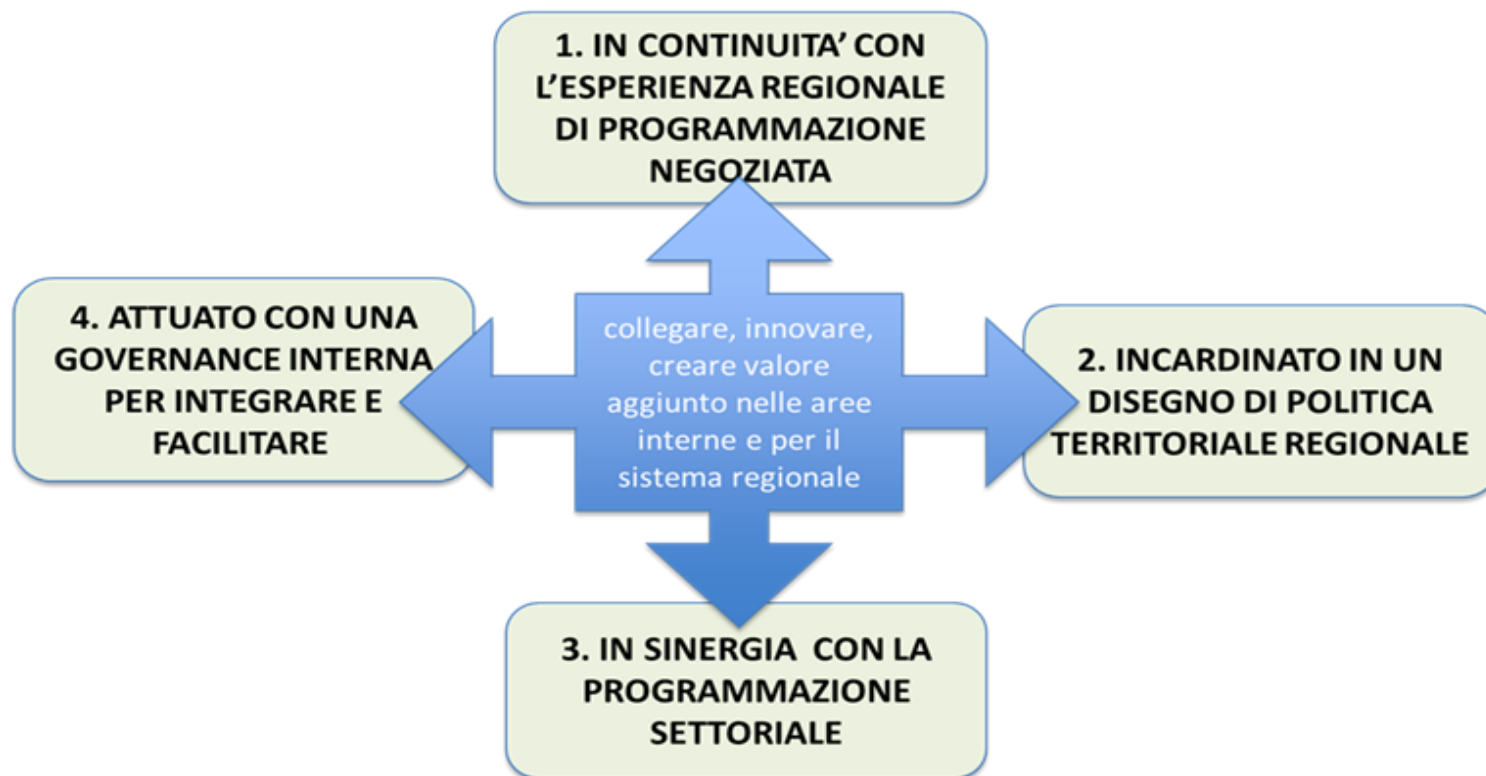 1. IN CONTINUITA’ CON
L’ESPERIENZA REGIONALE
DI PROGRAMMAZIONE
NEGOZIATA
4. ATTUATO CON UNA
GOVERNANCE INTERNA
PER INTEGRARE E
FACILITARE
collegare, innovare,
creare valore
aggiunto nelle aree
interne e per il
sistema regionale
2. INCARDINATO IN UN
DISEGNO DI POLITICA
TERRITORIALE REGIONALE
3. IN SINERGIA CON LA
PROGRAMMAZIONE
SETTORIALE